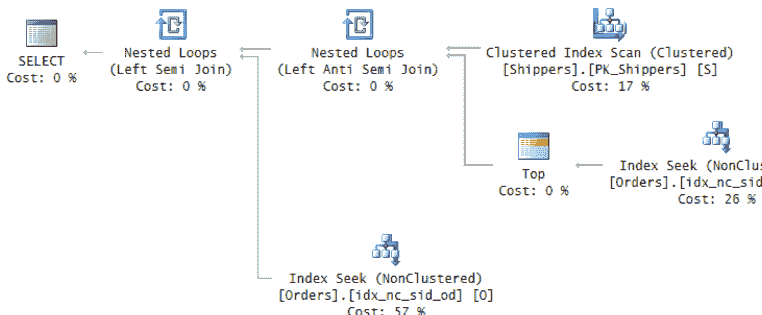 SELECT
Cost: 0 %
Nested Loops
(Left Semi Join)
Cost: 0 %
Nested Loops
(Left Anti Semi Join)
Cost: 0 %
Clustered Index Scan (Clustered)
[Shippers].[PK_Shippers] [S]
Cost: 17 %
Top
Cost: 0 %
Index Seek (NonClus
[Orders].[idx_nc_sid
Cost: 26 %
Index Seek (NonClustered)
[Orders].[idx_nc_sid_od] [O]
Cost: 57 %